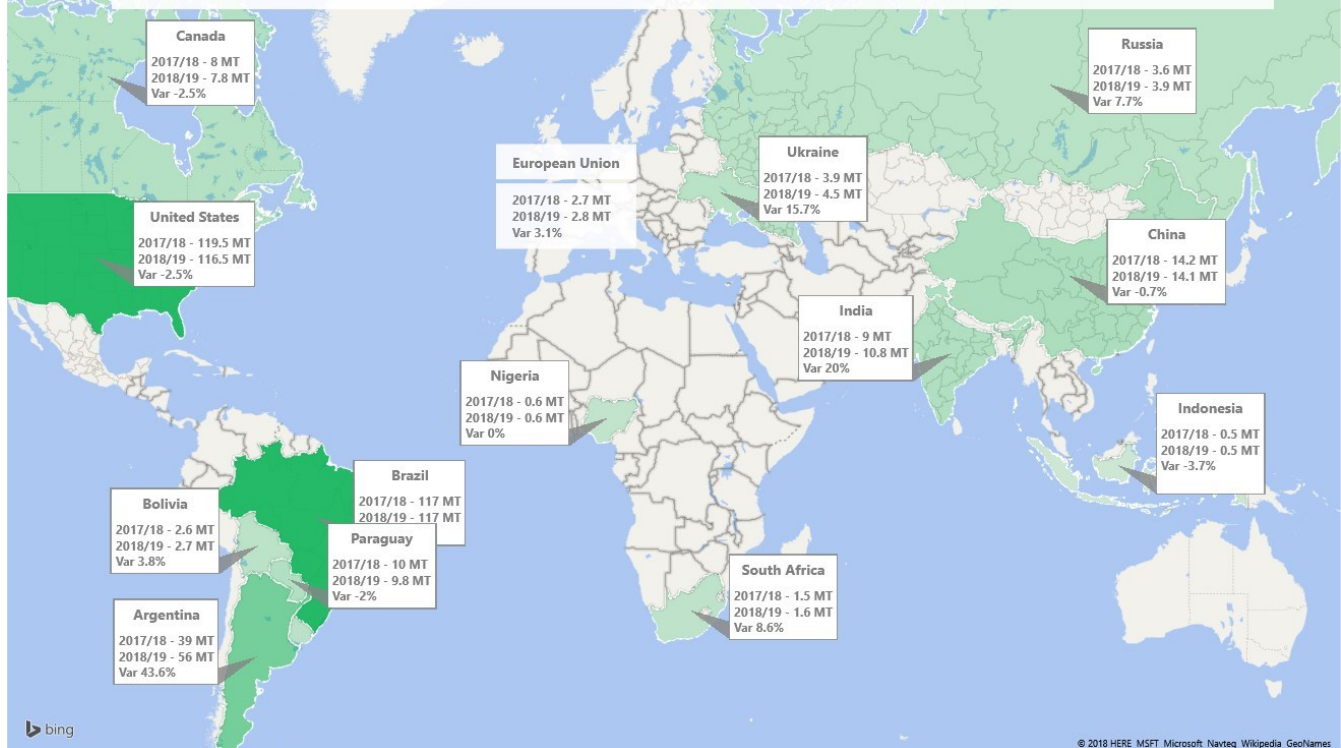 Canada
2017/18 - 8 MT
2018/19 - 7.8 MT
Var -2.5%
Russia
2017/18 - 3.6 MT
2018/19 - 3.9 MT
Var 7.7%
European Union
2017/18 - 2.7 MT
2018/19 - 2.8 MT
Var 3.1%
Ukraine
2017/18 - 3.9 MT
2018/19 - 4.5 MT
Var 15.7%
United States
2017/18 - 119.5 MT
2018/19 - 116.5 MT
Var -2.5%
China
2017/18 - 14.2 MT
2018/19 - 14.1 MT
Var -0.7%
India
2017/18 - 9 MT
2018/19 - 10.8 MT
Var 20%
Nigeria
2017/18 - 0.6 MT
2018/19 - 0.6 MT
Var 0%
Indonesia
2017/18 - 0.5 MT
2018/19 - 0.5 MT
Var -3.7%
Brazil
2017/18 - 117 MT
2018/19 - 117 MT
Bolivia
2017/18 - 2.6 MT
2018/19 - 2.7 MT
Var 3.8%
Paraguay
2017/18 - 10 MT
2018/19 - 9.8 MT
Var -2%
South Africa
2017/18 - 1.5 MT
2018/19 - 1.6 MT
Var 8.6%
Argentina
2017/18 - 39 MT
2018/19 - 56 MT
Var 43.6%
bing
© 2018 HERE MSFT Microsoft Navteq Wikipedia GeoNames